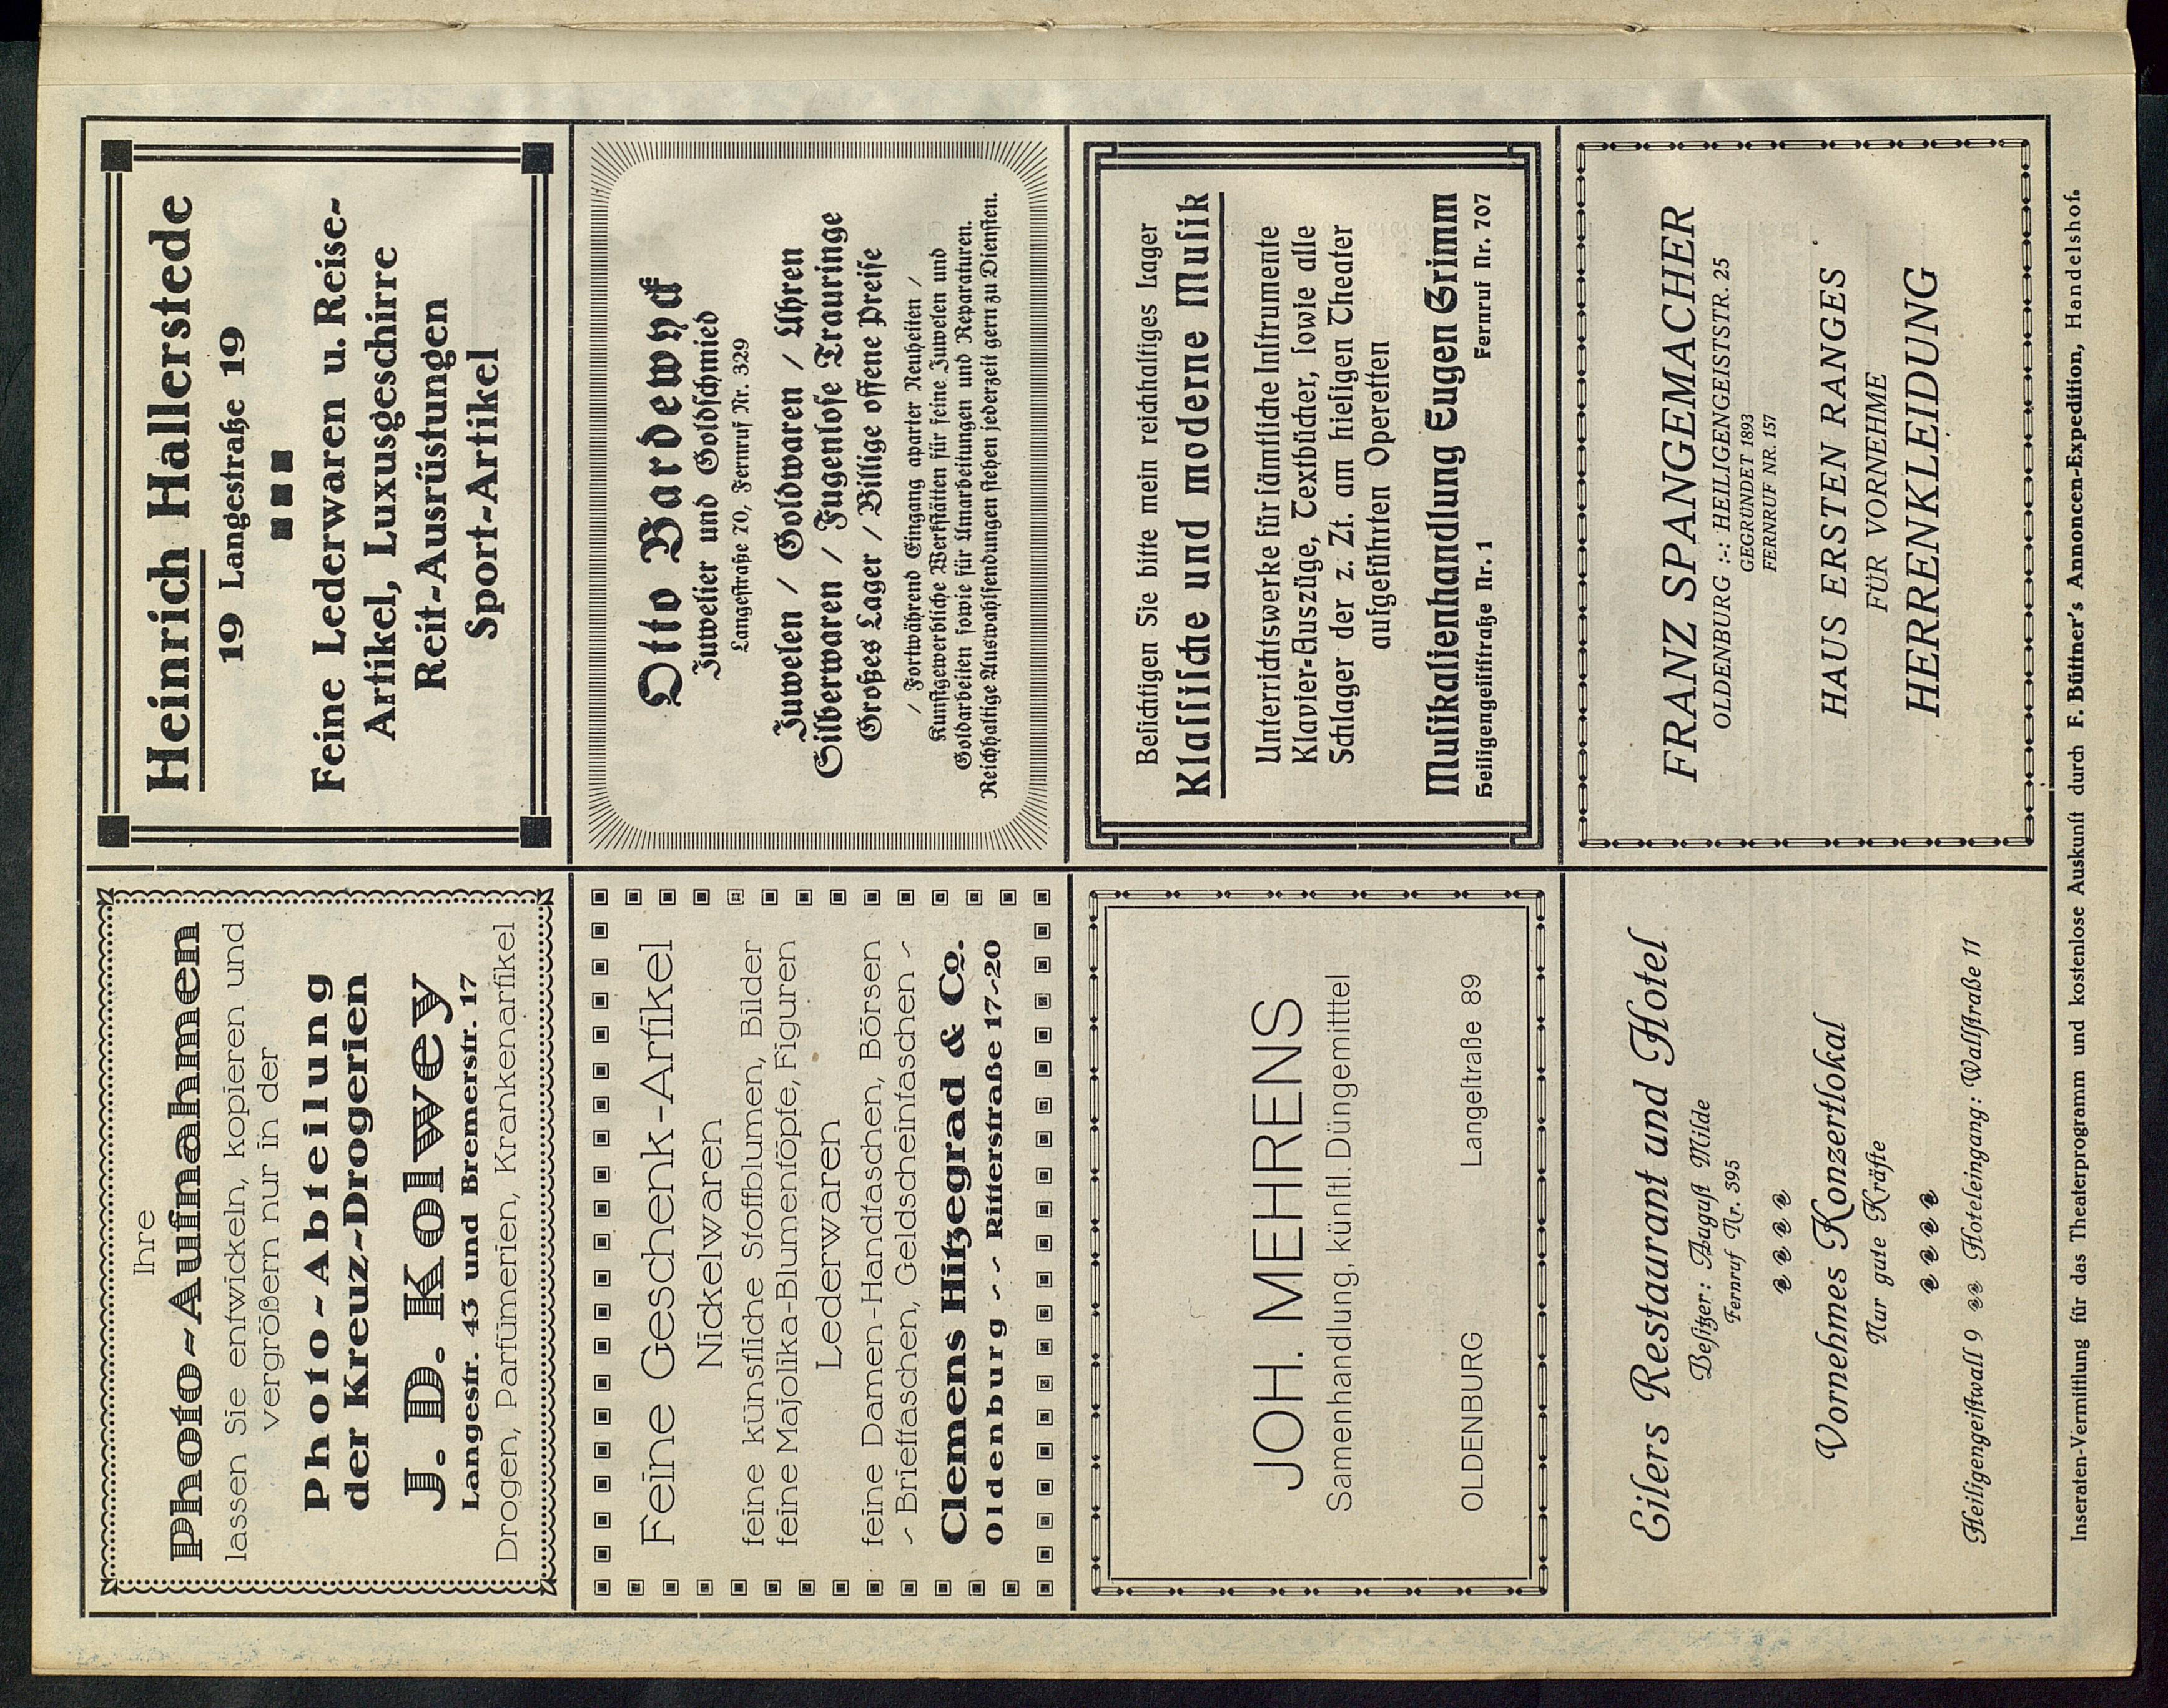 Ihre
Photo-Aufnahmen
lassen Sie entwickeln, kopieren und
vergrößern nur in der
Photo-Abteilung
der Kreuz-Drogerien
J. D. Kolwey
Langestr. 43 und Bremerstr. 17
Drogen, Parfümerien, Krankenartikel
Heinrich Hallerstede
19 Langestraße 19
Feine Lederwaren u. Reise-
Artikel, Luxusgeschirre
Reit-Ausrüstungen
Sport-Artikel
Feine Geschenk-Artikel
Nickelwaren
feine künstliche Stoffblumen, Bilder
feine Majolika-Blumentöpfe, Figuren
Lederwaren
feine Damen-Handtaschen, Börsen
- Brieftaschen, Geldscheintaschen -
Clemens Hitzegrad & Co.
Oldenburg - - Ritterstraße 17-20
Otto Bardewyck
Juwelier und Goldschmied
Langestraße 70, Fernruf Nr. 329
Juwelen / Goldwaren / Uhren
Silberwaren / Fugenlose Trauringe
Großes Lager / Billige offene Preise
/ Fortwährend Eingang aparter Neuheiten /
Kunstgewerbliche Werkstätten für feine Juwelen und
Goldarbeiten sowie für Umarbeitungen und Reparaturen.
Reichhaltige Auswahlsendungen stehen jederzeit gern zu Diensten.
JOH. MEHRENS
Samenhandlung, künſtl. Düngemitttel
OLDENBURG Langeſtraße 89
Beſichtigen Sie bitte mein reichhaltiges Lager
Klaſſiſche und moderne Muſik
Unterrichtswerke für ſämtliche Inſtrumente
Klavier-Auszüge, Textbücher, ſowie alle
Schlager der z. Zt. am hieſigen Theater
aufgeführten Operetten
Muſikalienhandlung Eugen Grimm
Heiligengeiſtſtraße Nr. 1 Fernruf Nr. 707
Eilers Restaurant und Hotel
Beſitzer: Auguſt Milde
Fernruf Nr. 395
Vornehmes Konzertlokal
Nur gute Kräfte
Heiligengeiſtwall 9 Hoteleingang: Wallſtraße 11
FRANZ SPANGEMACHER
OLDENBURG :-: HEILIGENGEISTSTR. 25
GEGRÜNDET 1893
FERNRUF NR. 157
HAUS ERSTEN RANGES
FÜR VORNEHME
HERRENKLEIDUNG
Inseraten-Vermittlung für das Theaterprogramm und kostenlose Auskunft durch F. Büttner's Annoncen-Expedition, Handelshof.